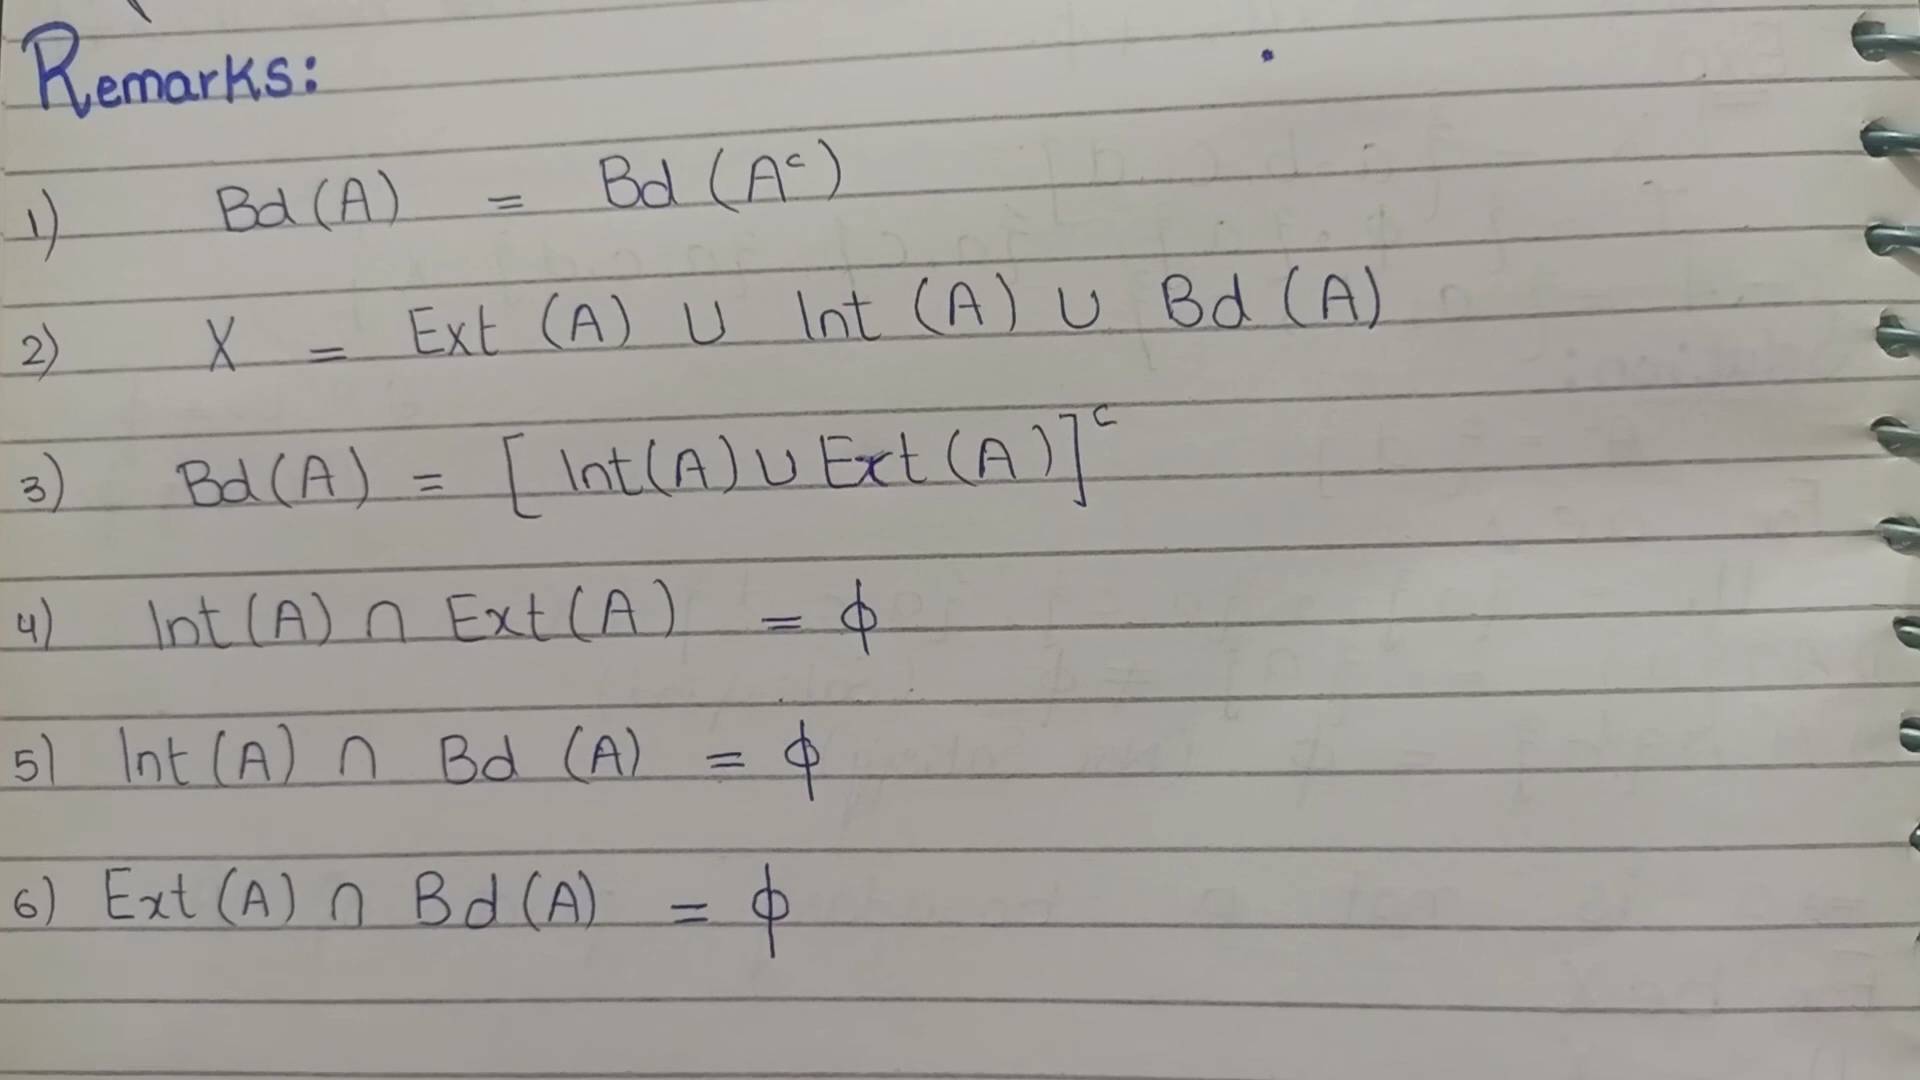 Remarks:
1) Bd (A) = Bd (Aᶜ)
2) X = Ext (A) ∪ Int (A) ∪ Bd (A)
3) Bd (A) = [ Int (A) ∪ Ext (A) ]ᶜ
4) Int (A) ∩ Ext (A) = ϕ
5) Int (A) ∩ Bd (A) = ϕ
6) Ext (A) ∩ Bd (A) = ϕ